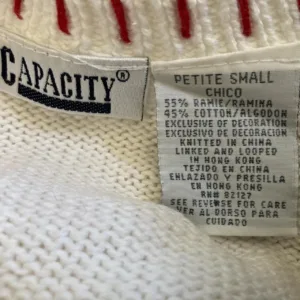 CAPACITY®
PETITE SMALL
CHICO
55% RAMIE/RAMINA
45% COTTON/ALGODON
EXCLUSIVE OF DECORATION
EXCLUSIVO DE DECORACION
KNITTED IN CHINA
LINKED AND LOOPED
IN HONG KONG
TEJIDO EN CHINA
ENLAZADO Y PRESILLA
EN HONG KONG
RN# 82127
SEE REVERSE FOR CARE
VER AL DORSO PARA
CUIDADO